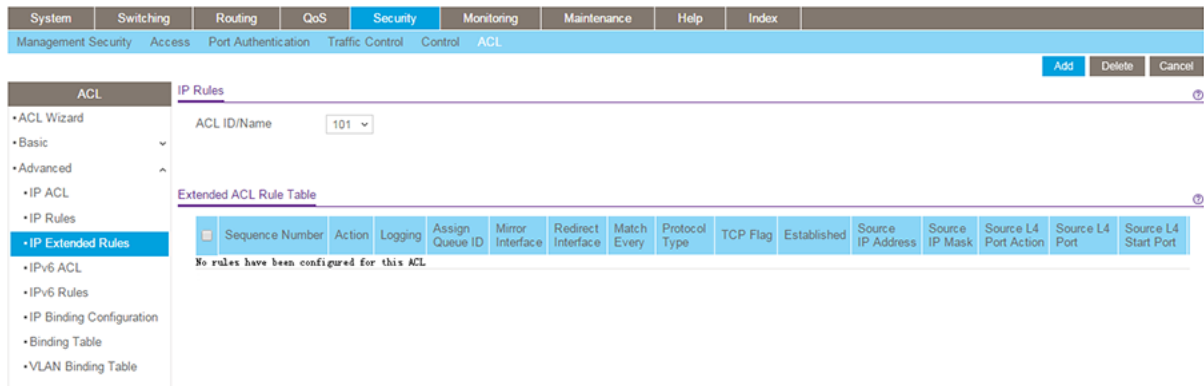 System Switching Routing QoS Security Monitoring Maintenance Help Index
Management Security Access Port Authentication Traffic Control Control ACL
Add Delete Cancel
ACL
•ACL Wizard
•Basic
•Advanced
•IP ACL
•IP Rules
•IP Extended Rules
•IPv6 ACL
•IPv6 Rules
•IP Binding Configuration
•Binding Table
•VLAN Binding Table
IP Rules
ACL ID/Name 101
Extended ACL Rule Table
Sequence Number Action Logging Assign Queue ID Mirror Interface Redirect Interface Match Every Protocol Type TCP Flag Established Source IP Address Source IP Mask Source L4 Port Action Source L4 Port Source L4 Start Port
No rules have been configured for this ACL